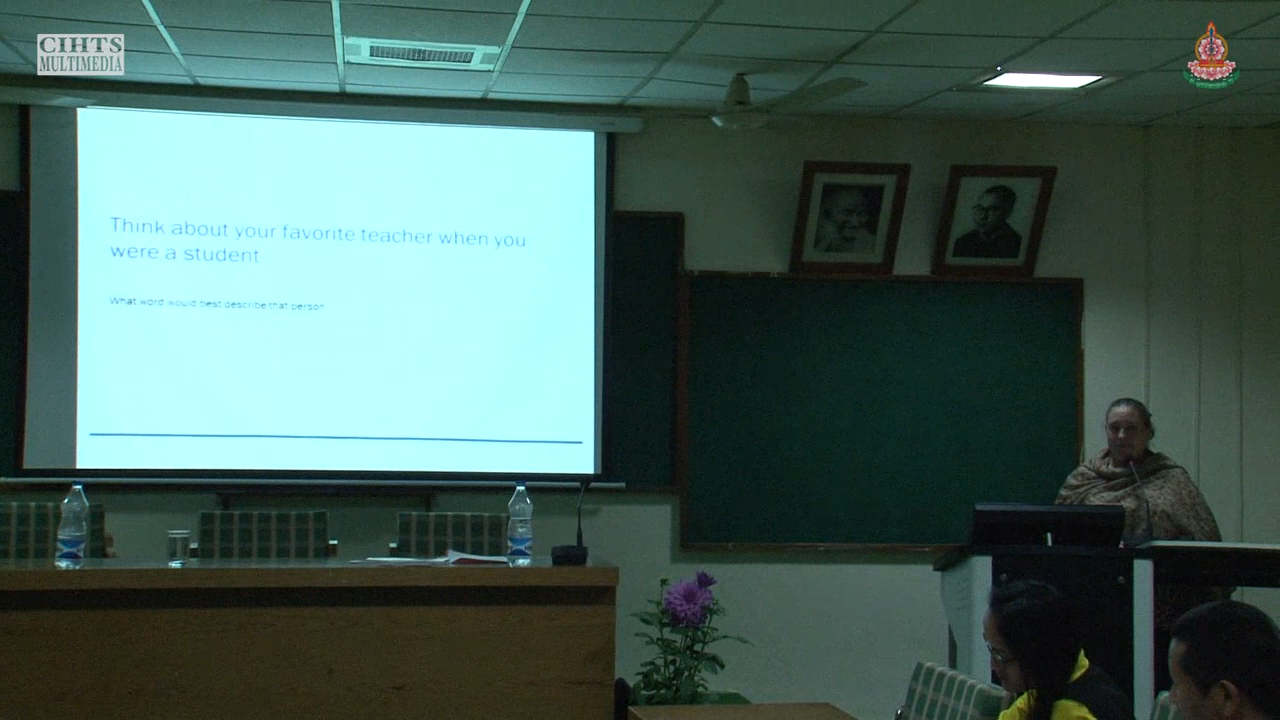 CIHTS
MULTIMEDIA
Think about your favorite teacher when you
were a student
What word would best describe that person